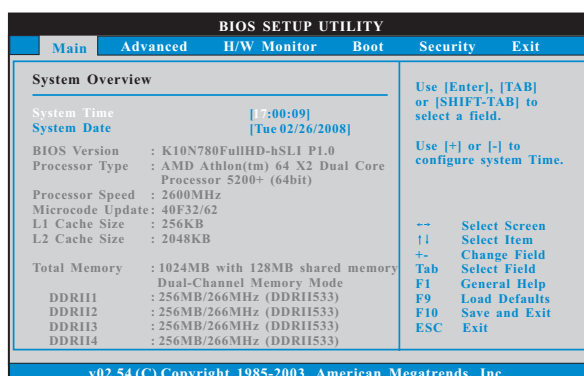 BIOS SETUP UTILITY
Main Advanced H/W Monitor Boot Security Exit
System Overview
System Time [17:00:09]
System Date [Tue 02/26/2008]
BIOS Version : K10N780FullHD-hSLI P1.0
Processor Type : AMD Athlon(tm) 64 X2 Dual Core
Processor 5200+ (64bit)
Processor Speed : 2600MHz
Microcode Update: 40F32/62
L1 Cache Size : 256KB
L2 Cache Size : 2048KB
Total Memory : 1024MB with 128MB shared memory
Dual-Channel Memory Mode
DDRII1 : 256MB/266MHz (DDRII533)
DDRII2 : 256MB/266MHz (DDRII533)
DDRII3 : 256MB/266MHz (DDRII533)
DDRII4 : 256MB/266MHz (DDRII533)
Use [Enter], [TAB]
or [SHIFT-TAB] to
select a field.
Use [+] or [-] to
configure system Time.
←→ Select Screen
↑↓ Select Item
+- Change Field
Tab Select Field
F1 General Help
F9 Load Defaults
F10 Save and Exit
ESC Exit
v02.54 (C) Copyright 1985-2003, American Megatrends, Inc.